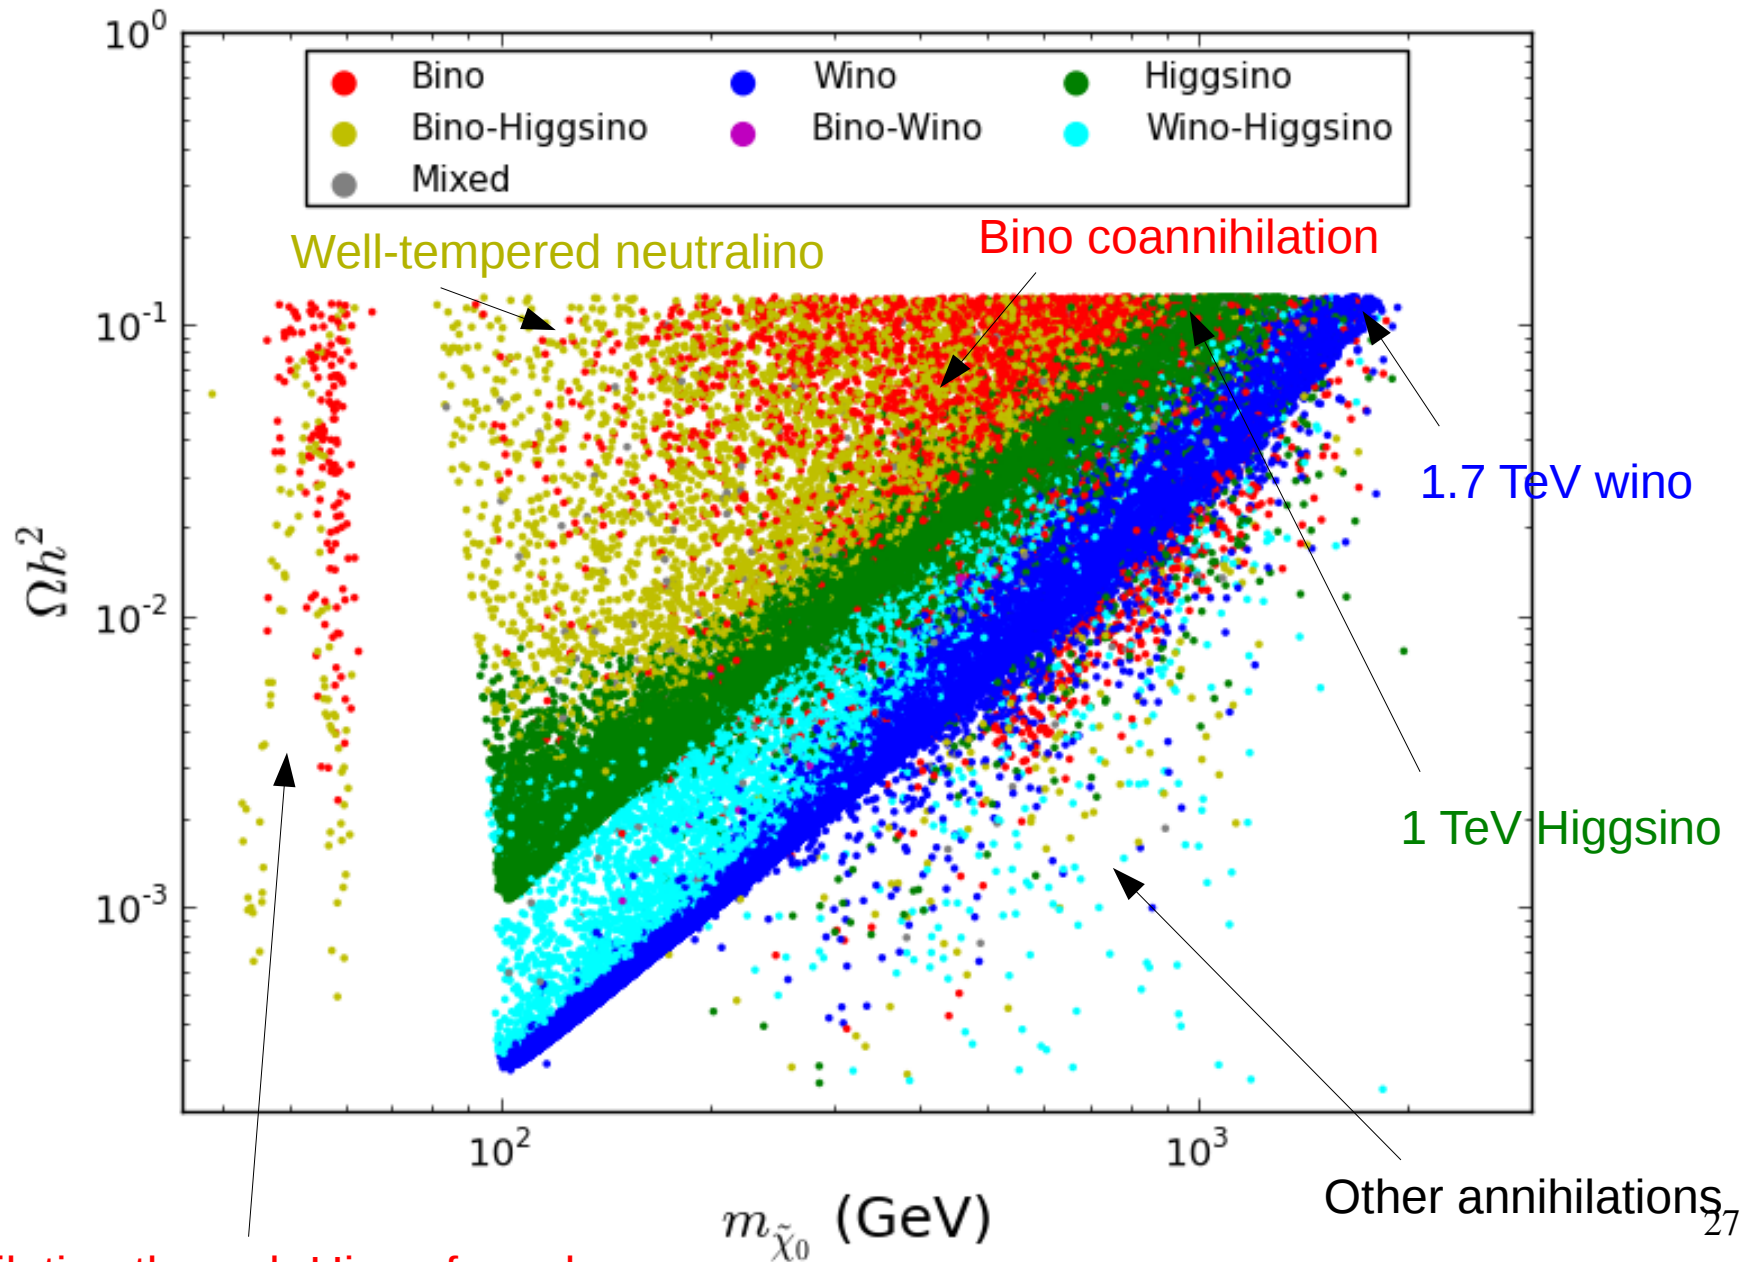 10^0
Bino Wino Higgsino
Bino-Higgsino Bino-Wino Wino-Higgsino
Mixed
Well-tempered neutralino
Bino coannihilation
10^-1
1.7 TeV wino
Ωh^2
10^-2
1 TeV Higgsino
10^-3
10^2
10^3
Other annihilations
m_χ̃0 (GeV)
27